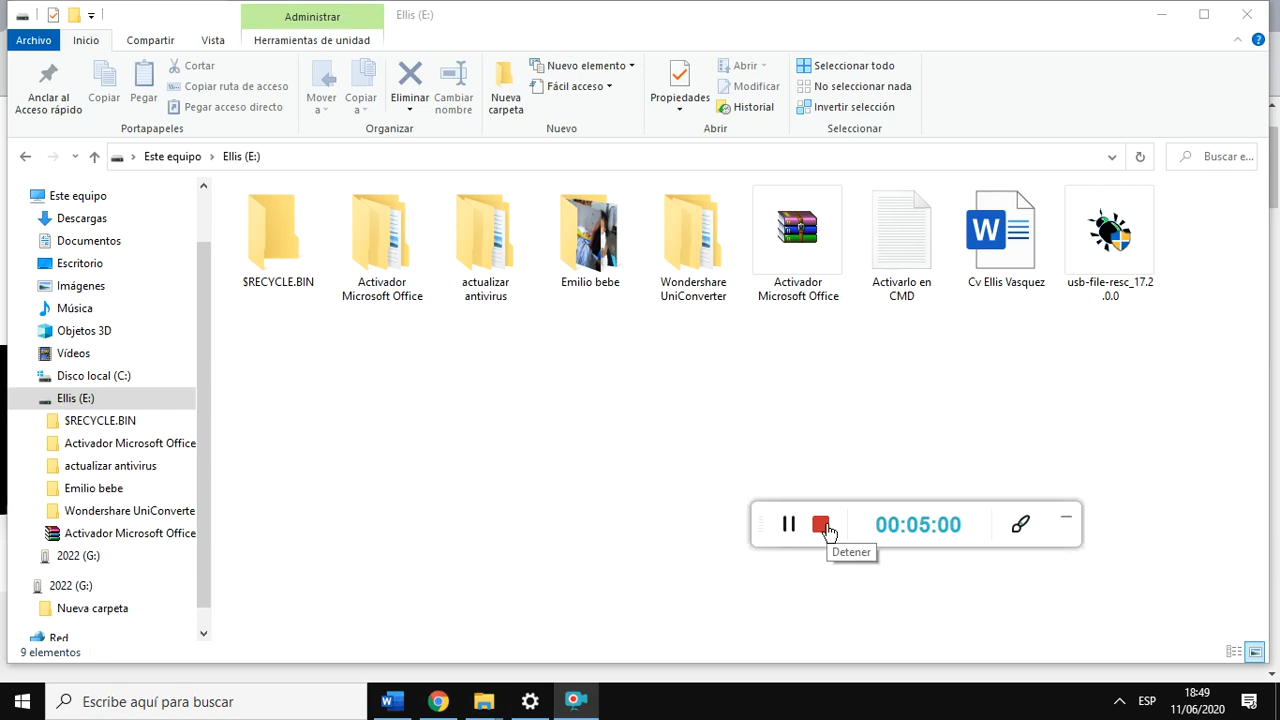 Administrar
Ellis (E:)
Archivo
Inicio
Compartir
Vista
Herramientas de unidad
Anclar al
Acceso rápido
Copiar
Pegar
Cortar
Copiar ruta de acceso
Pegar acceso directo
Portapapeles
Mover
a
Copiar
a
Eliminar
Cambiar
nombre
Organizar
Nueva
carpeta
Nuevo elemento
Fácil acceso
Nuevo
Propiedades
Abrir
Modificar
Historial
Abrir
Seleccionar todo
No seleccionar nada
Invertir selección
Seleccionar
Este equipo
Ellis (E:)
Buscar e...
Este equipo
Descargas
Documentos
Escritorio
Imágenes
Música
Objetos 3D
Vídeos
Disco local (C:)
Ellis (E:)
$RECYCLE.BIN
Activador Microsoft Office
actualizar antivirus
Emilio bebe
Wondershare UniConverte
Activador Microsoft Office
2022 (G:)
2022 (G:)
Nueva carpeta
Red
$RECYCLE.BIN
Activador
Microsoft Office
actualizar
antivirus
Emilio bebe
Wondershare
UniConverter
Activador
Microsoft Office
Activarlo en
CMD
W
Cv Ellis Vasquez
usb-file-resc_17.2
.0.0
00:05:00
Detener
9 elementos
Escribe aquí para buscar
ESP
18:49
11/06/2020